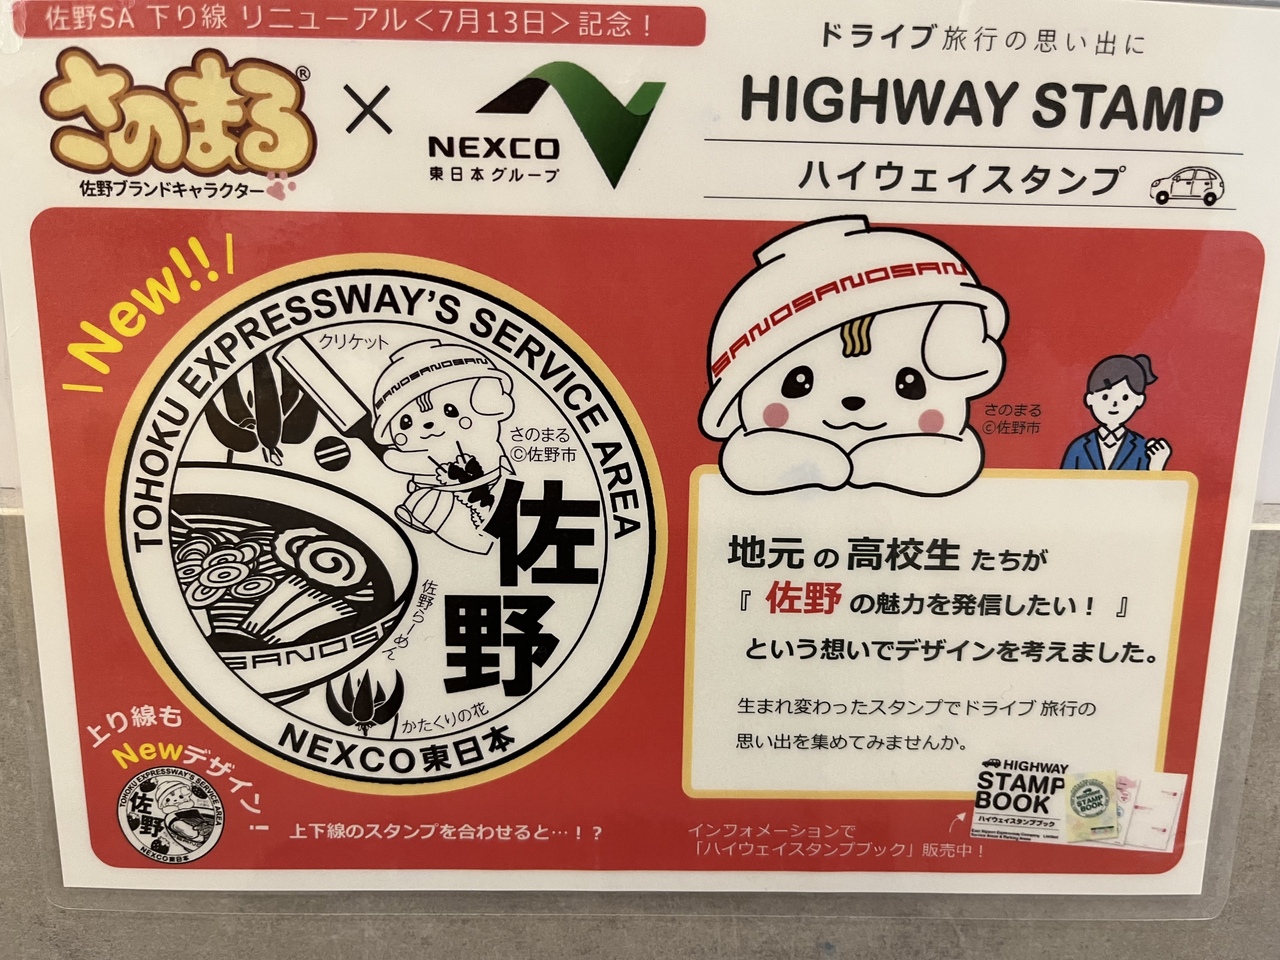 佐野SA 下り線 リニューアル＜7月13日＞記念！
さのまる®
×
NEXCO
東日本グループ
佐野ブランドキャラクター
ドライブ旅行の思い出に
HIGHWAY STAMP
ハイウェイスタンプ
New!!
TOHOKU EXPRESSWAY'S SERVICE AREA
クリケット
SANOSANOSAN
さのまる
©佐野市
佐野
佐野らーめん
SANOSA
かたくりの花
NEXCO東日本
SANOSANOSAN
さのまる
©佐野市
地元の高校生たちが
『佐野の魅力を発信したい！』
という想いでデザインを考えました。
生まれ変わったスタンプでドライブ旅行の
思い出を集めてみませんか。
上り線も
Newデザイン！
TOHOKU EXPRESSWAY'S SERVICE AREA
佐野
NEXCO東日本
上下線のスタンプを合わせると…！？
インフォメーションで
「ハイウェイスタンプブック」販売中！
HIGHWAY
STAMP
BOOK
ハイウェイスタンプブック
STAMP
BOOK